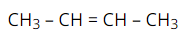 CH₃ – CH = CH – CH₃